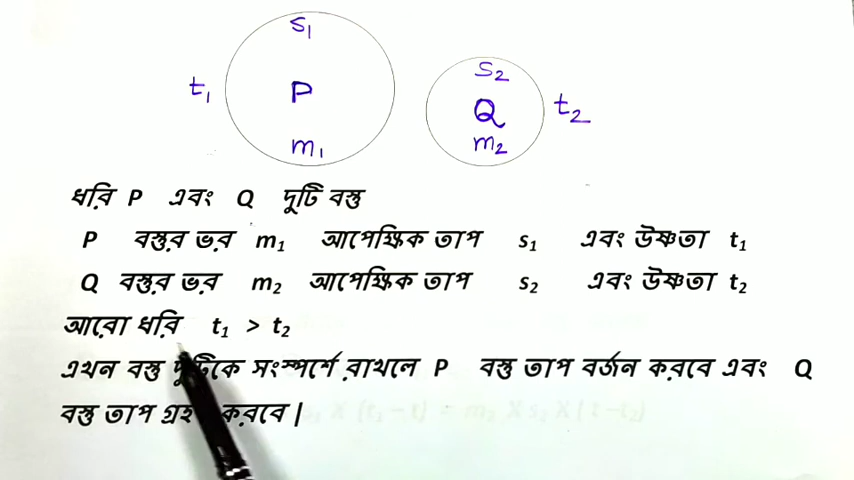 s₁
s₂
t₁ P Q t₂
m₁ m₂
ধরি P এবং Q দুটি বস্তু
P বস্তুর ভর m₁ আপেক্ষিক তাপ s₁ এবং উষ্ণতা t₁
Q বস্তুর ভর m₂ আপেক্ষিক তাপ s₂ এবং উষ্ণতা t₂
আরো ধরি t₁ > t₂
এখন বস্তু দুটিকে সংস্পর্শে রাখলে P বস্তু তাপ বর্জন করবে এবং Q
বস্তু তাপ করবে |